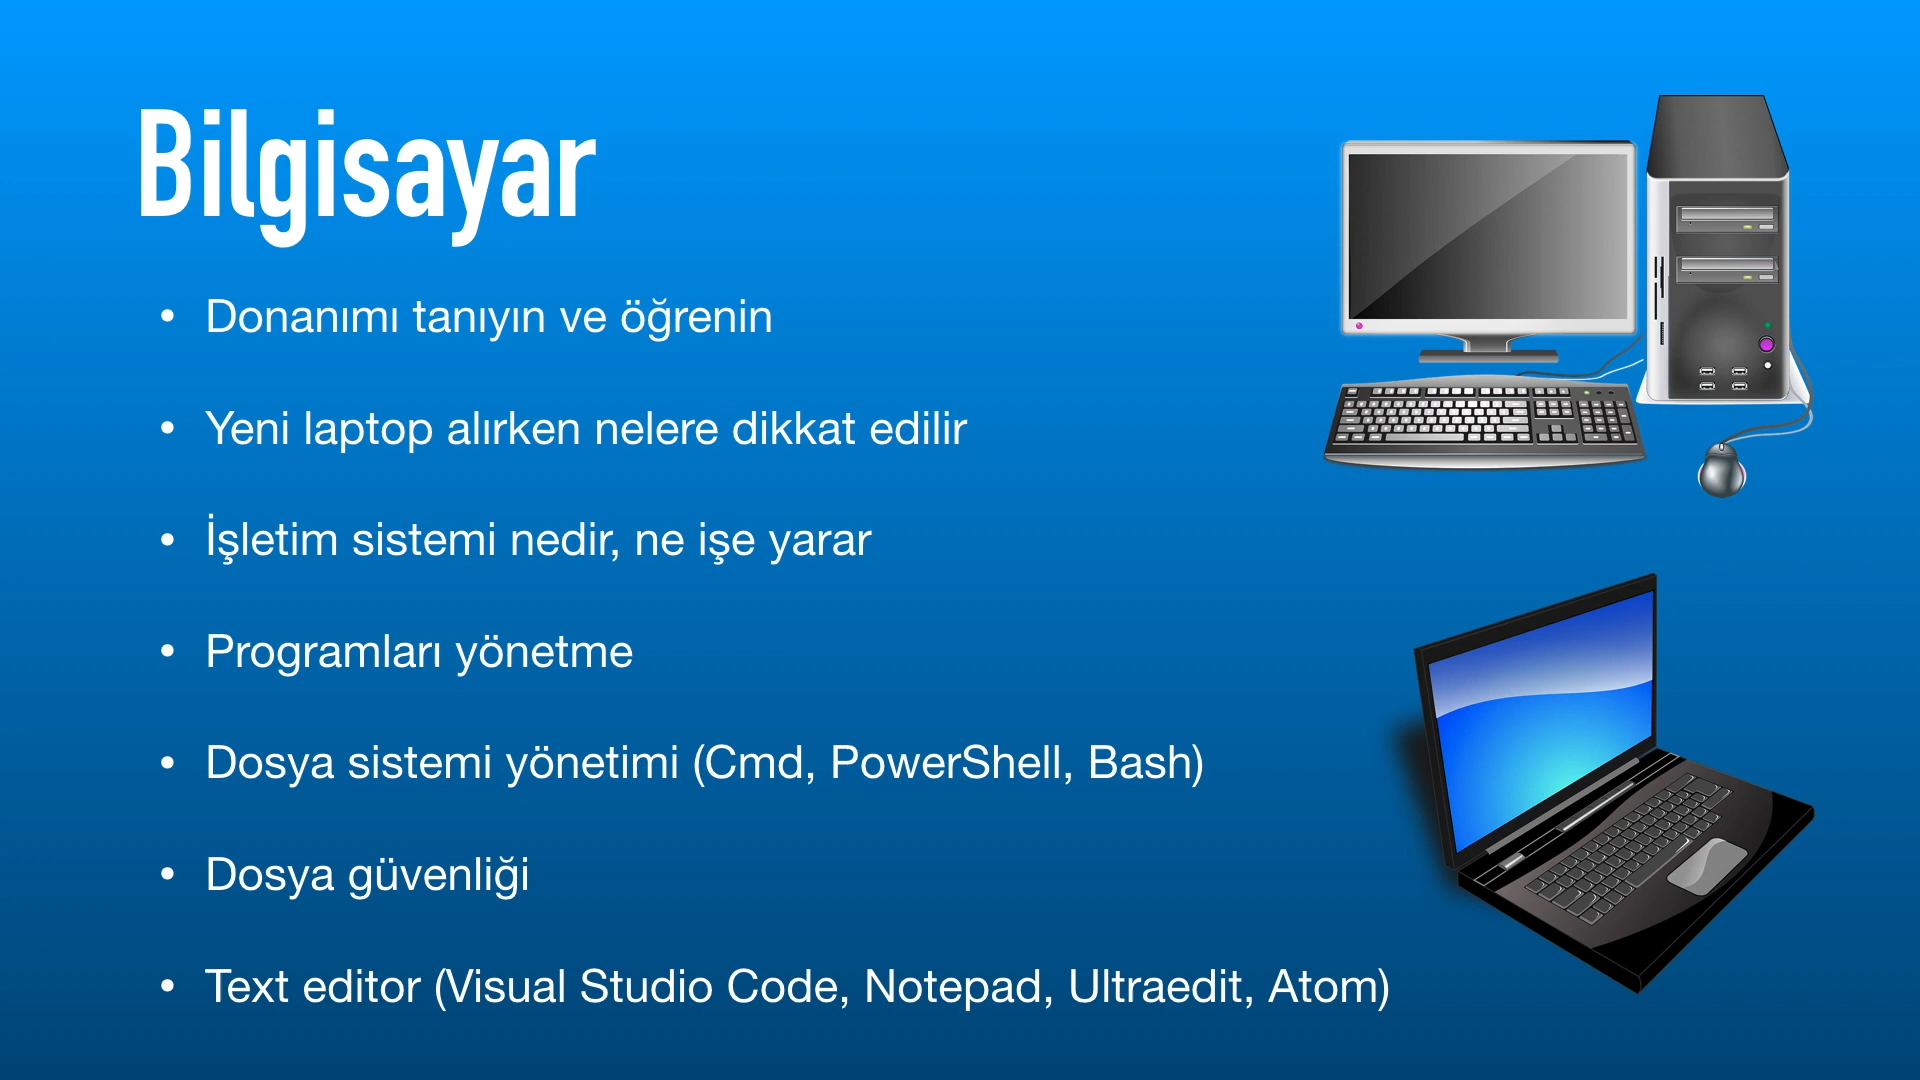 Bilgisayar
• Donanımı tanıyın ve öğrenin
• Yeni laptop alırken nelere dikkat edilir
• İşletim sistemi nedir, ne işe yarar
• Programları yönetme
• Dosya sistemi yönetimi (Cmd, PowerShell, Bash)
• Dosya güvenliği
• Text editor (Visual Studio Code, Notepad, Ultraedit, Atom)